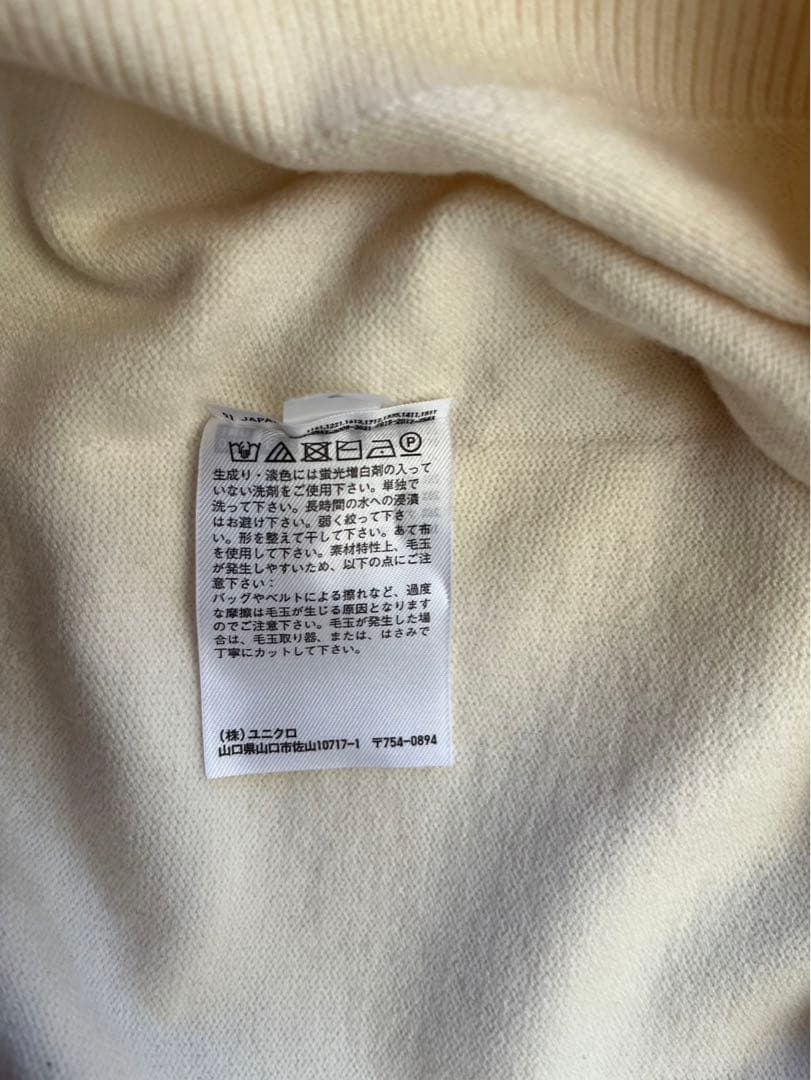 91 JAPA
P
生成り・淡色には蛍光増白剤の入って
いない洗剤をご使用下さい。単独で
洗って下さい。長時間の水への浸漬
はお避け下さい。弱く絞って下さ
い。形を整えて干して下さい。あて布
を使用して下さい。素材特性上、毛玉
が発生しやすいため、以下の点にご注
意下さい：
バッグやベルトによる擦れなど、過度
な摩擦は毛玉が生じる原因となります
のでご注意下さい。毛玉が発生した場
合は、毛玉取り器、または、はさみで
丁寧にカットして下さい。
(株)ユニクロ
山口県山口市佐山10717-1 〒754-0894